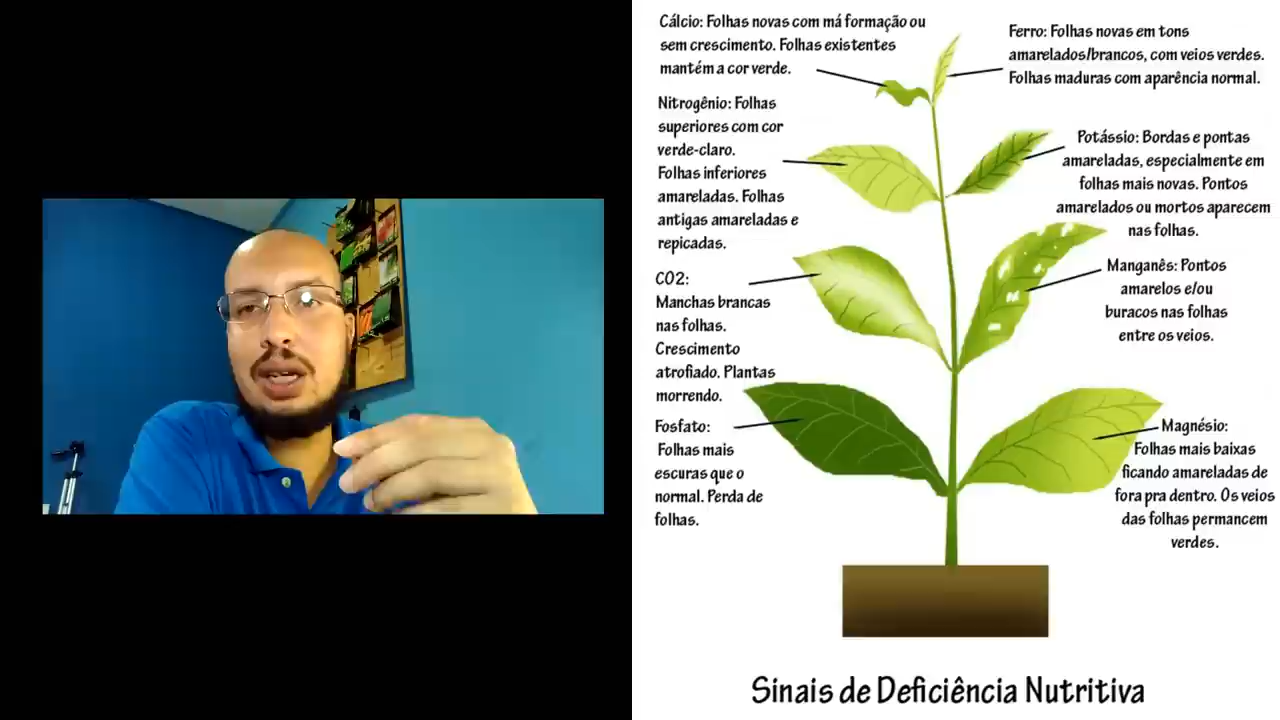 Cálcio: Folhas novas com má formação ou
sem crescimento. Folhas existentes
mantém a cor verde.
Ferro: Folhas novas em tons
amarelados/brancos, com veios verdes.
Folhas maduras com aparência normal.
Nitrogênio: Folhas
superiores com cor
verde-claro.
Folhas inferiores
amareladas. Folhas
antigas amareladas e
repicadas.
Potássio: Bordas e pontas
amareladas, especialmente em
folhas mais novas. Pontos
amarelados ou mortos aparecem
nas folhas.
CO2:
Manchas brancas
nas folhas.
Crescimento
atrofiado. Plantas
morrendo.
Manganês: Pontos
amarelos e/ou
buracos nas folhas
entre os veios.
Fosfato:
Folhas mais
escuras que o
normal. Perda de
folhas.
Magnésio:
Folhas mais baixas
ficando amareladas de
fora pra dentro. Os veios
das folhas permancem
verdes.
Sinais de Deficiência Nutritiva